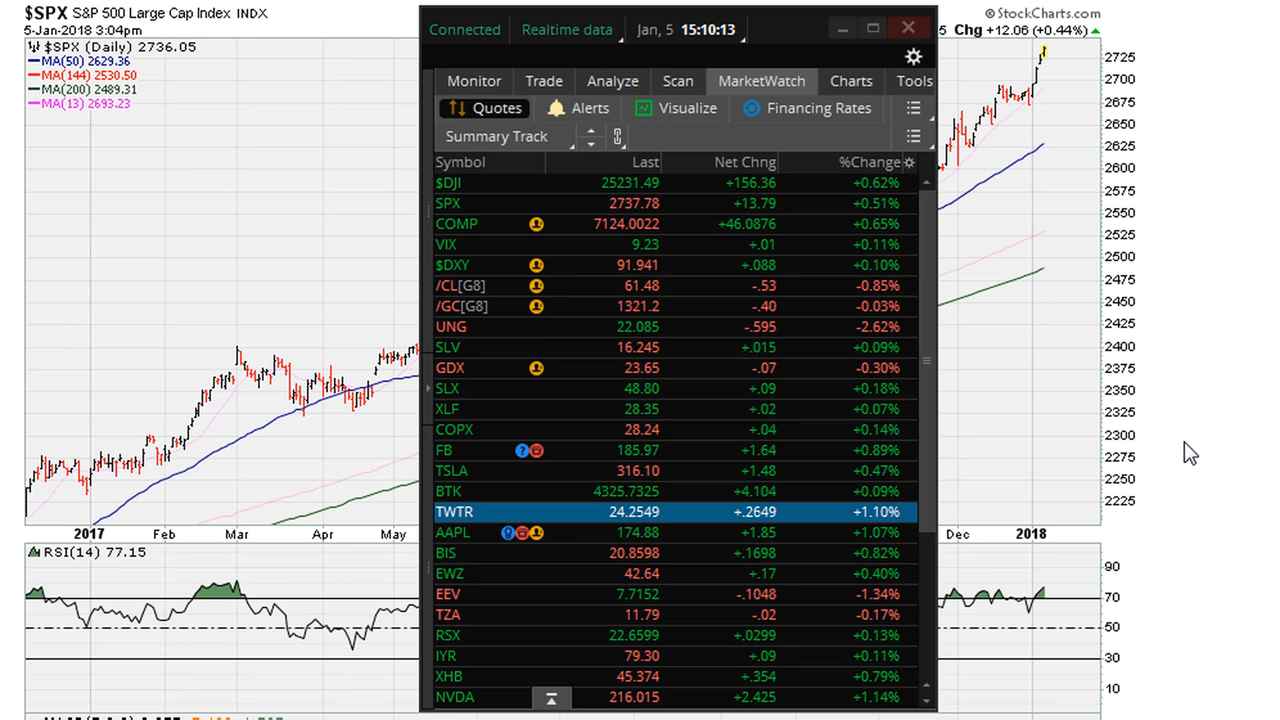 $SPX S&P 500 Large Cap Index INDX
© StockCharts.com
5-Jan-2018 3:04pm
5 Chg +12.06 (+0.44%)
$SPX (Daily) 2736.05
MA(50) 2629.36
MA(144) 2530.50
MA(200) 2489.31
MA(13) 2693.23
Connected Realtime data Jan, 5 15:10:13
Monitor Trade Analyze Scan MarketWatch Charts Tools
Quotes Alerts Visualize Financing Rates
Summary Track
Symbol Last Net Chng %Change
$DJI 25231.49 +156.36 +0.62%
SPX 2737.78 +13.79 +0.51%
COMP 7124.0022 +46.0876 +0.65%
VIX 9.23 +.01 +0.11%
$DXY 91.941 +.088 +0.10%
/CL[G8] 61.48 -.53 -0.85%
/GC[G8] 1321.2 -.40 -0.03%
UNG 22.085 -.595 -2.62%
SLV 16.245 +.015 +0.09%
GDX 23.65 -.07 -0.30%
SLX 48.80 +.09 +0.18%
XLF 28.35 +.02 +0.07%
COPX 28.24 +.04 +0.14%
FB 185.97 +1.64 +0.89%
TSLA 316.10 +1.48 +0.47%
BTK 4325.7325 +4.104 +0.09%
TWTR 24.2549 +.2649 +1.10%
AAPL 174.88 +1.85 +1.07%
BIS 20.8598 +.1698 +0.82%
EWZ 42.64 +.17 +0.40%
EEV 7.7152 -.1048 -1.34%
TZA 11.79 -.02 -0.17%
RSX 22.6599 +.0299 +0.13%
IYR 79.30 +.09 +0.11%
XHB 45.374 +.354 +0.79%
NVDA 216.015 +2.425 +1.14%
2725
2700
2675
2650
2625
2600
2575
2550
2525
2500
2475
2450
2425
2400
2375
2350
2325
2300
2275
2250
2225
2017 Feb Mar Apr May Dec 2018
RSI(14) 77.15
90
70
50
30
10